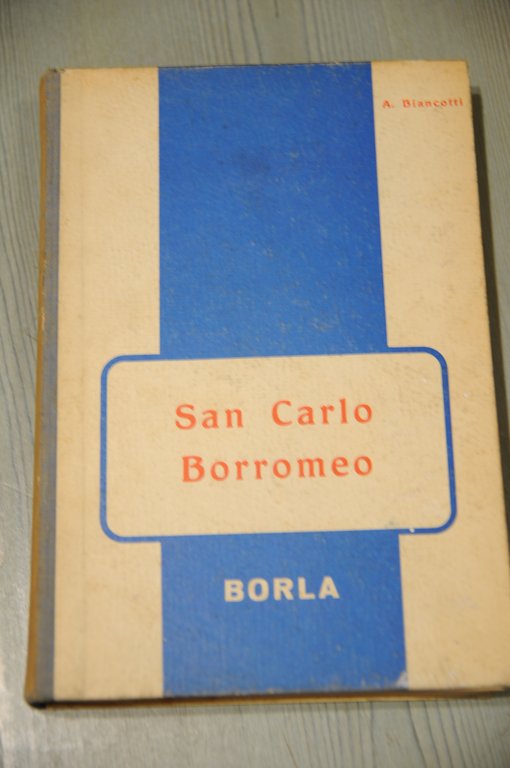 A. Biancotti
San Carlo
Borromeo
BORLA